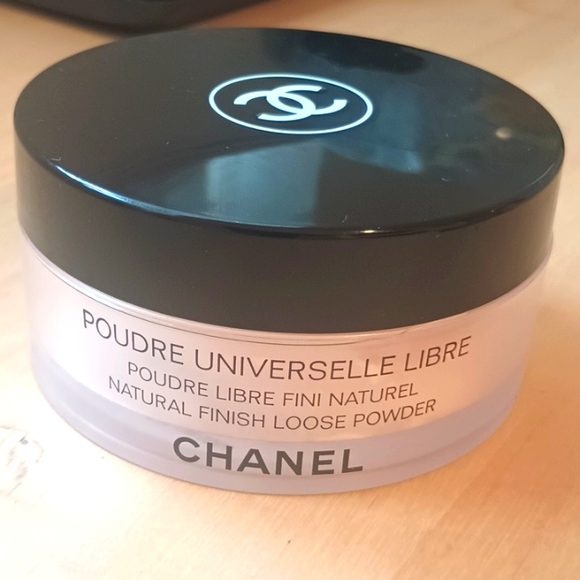 POUDRE UNIVERSELLE LIBRE
POUDRE LIBRE FINI NATUREL
NATURAL FINISH LOOSE POWDER
CHANEL